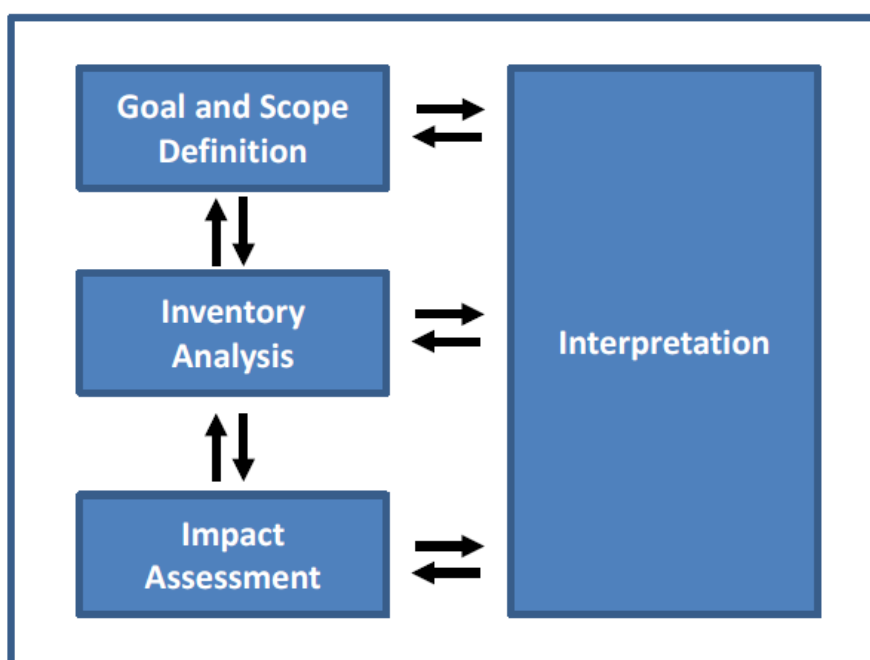 Goal and Scope
Definition
Inventory
Analysis
Interpretation
Impact
Assessment